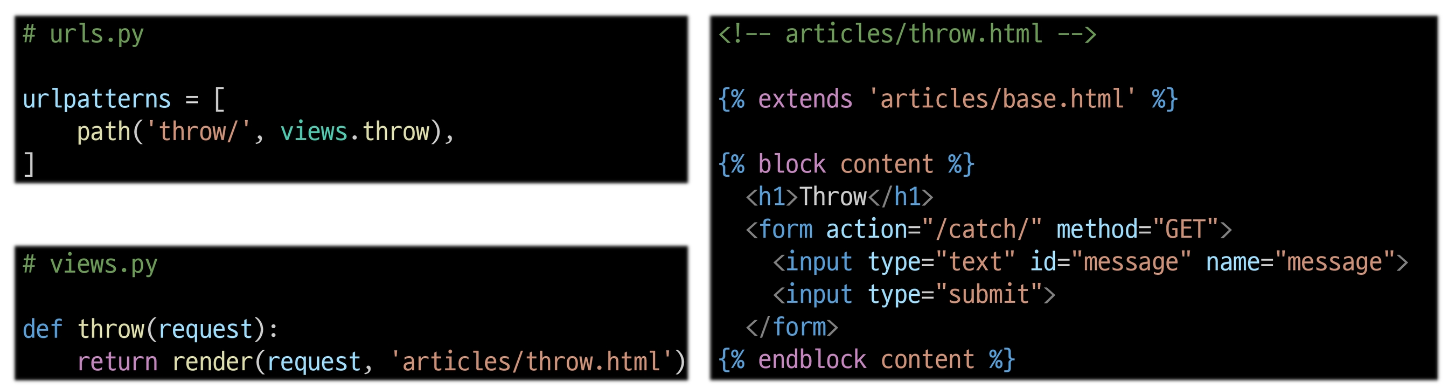 # urls.py
urlpatterns = [
    path('throw/', views.throw),
]
# views.py
def throw(request):
    return render(request, 'articles/throw.html')
<!-- articles/throw.html -->
{% extends 'articles/base.html' %}
{% block content %}
  <h1>Throw</h1>
  <form action="/catch/" method="GET">
    <input type="text" id="message" name="message">
    <input type="submit">
  </form>
{% endblock content %}